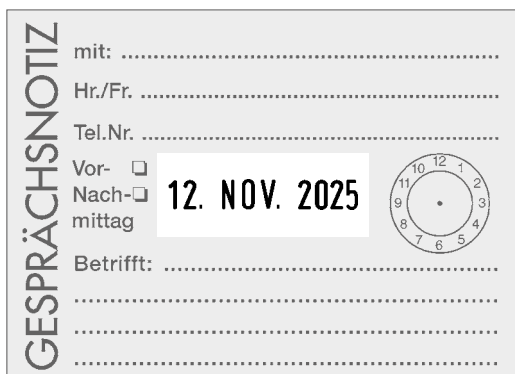 GESPRÄCHSNOTIZ
mit: ........................................................
Hr./Fr. .....................................................
Tel.Nr. .....................................................
Vor- ❏
Nach-❏
mittag
12. NOV. 2025
12
1
2
3
4
5
6
7
8
9
10
11
Betrifft: ..................................................
................................................................
................................................................
................................................................